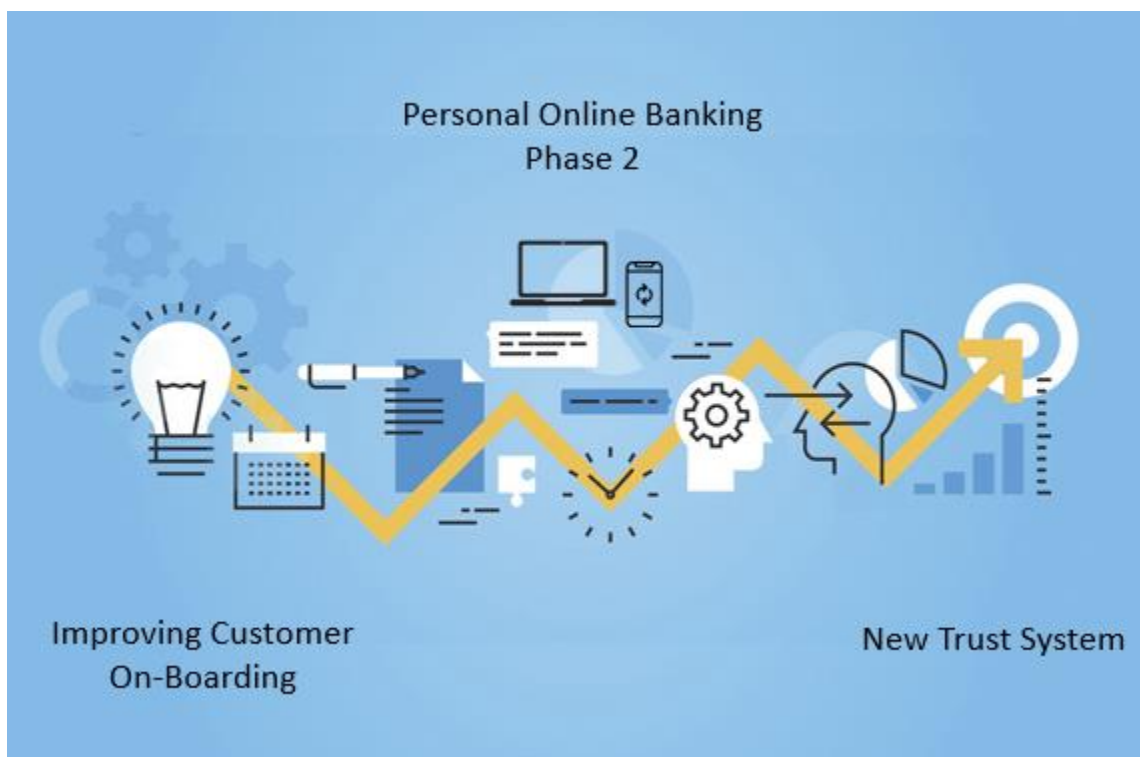 Personal Online Banking
Phase 2
Improving Customer
On-Boarding
New Trust System